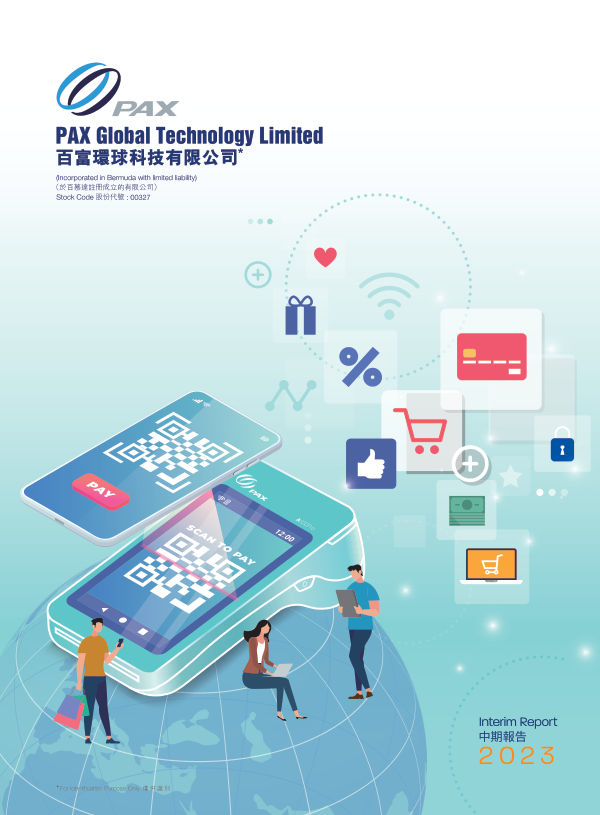 PAX
PAX Global Technology Limited
百富環球科技有限公司*
(Incorporated in Bermuda with limited liability)
(於百慕達註冊成立的有限公司)
Stock Code 股份代號 : 00327
PAY
PAX
12:00
SCAN TO PAY
Interim Report
中期報告
2023
*For Identification Purpose Only 僅供識別